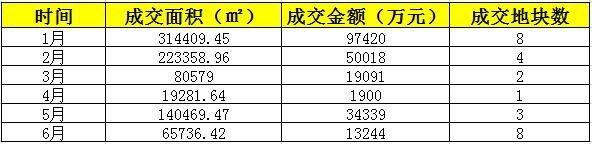 时间 成交面积（㎡） 成交金额（万元） 成交地块数
1月 314409.45 97420 8
2月 223358.96 50018 4
3月 80579 19091 2
4月 19281.64 1900 1
5月 140469.47 34339 3
6月 65736.42 13244 8